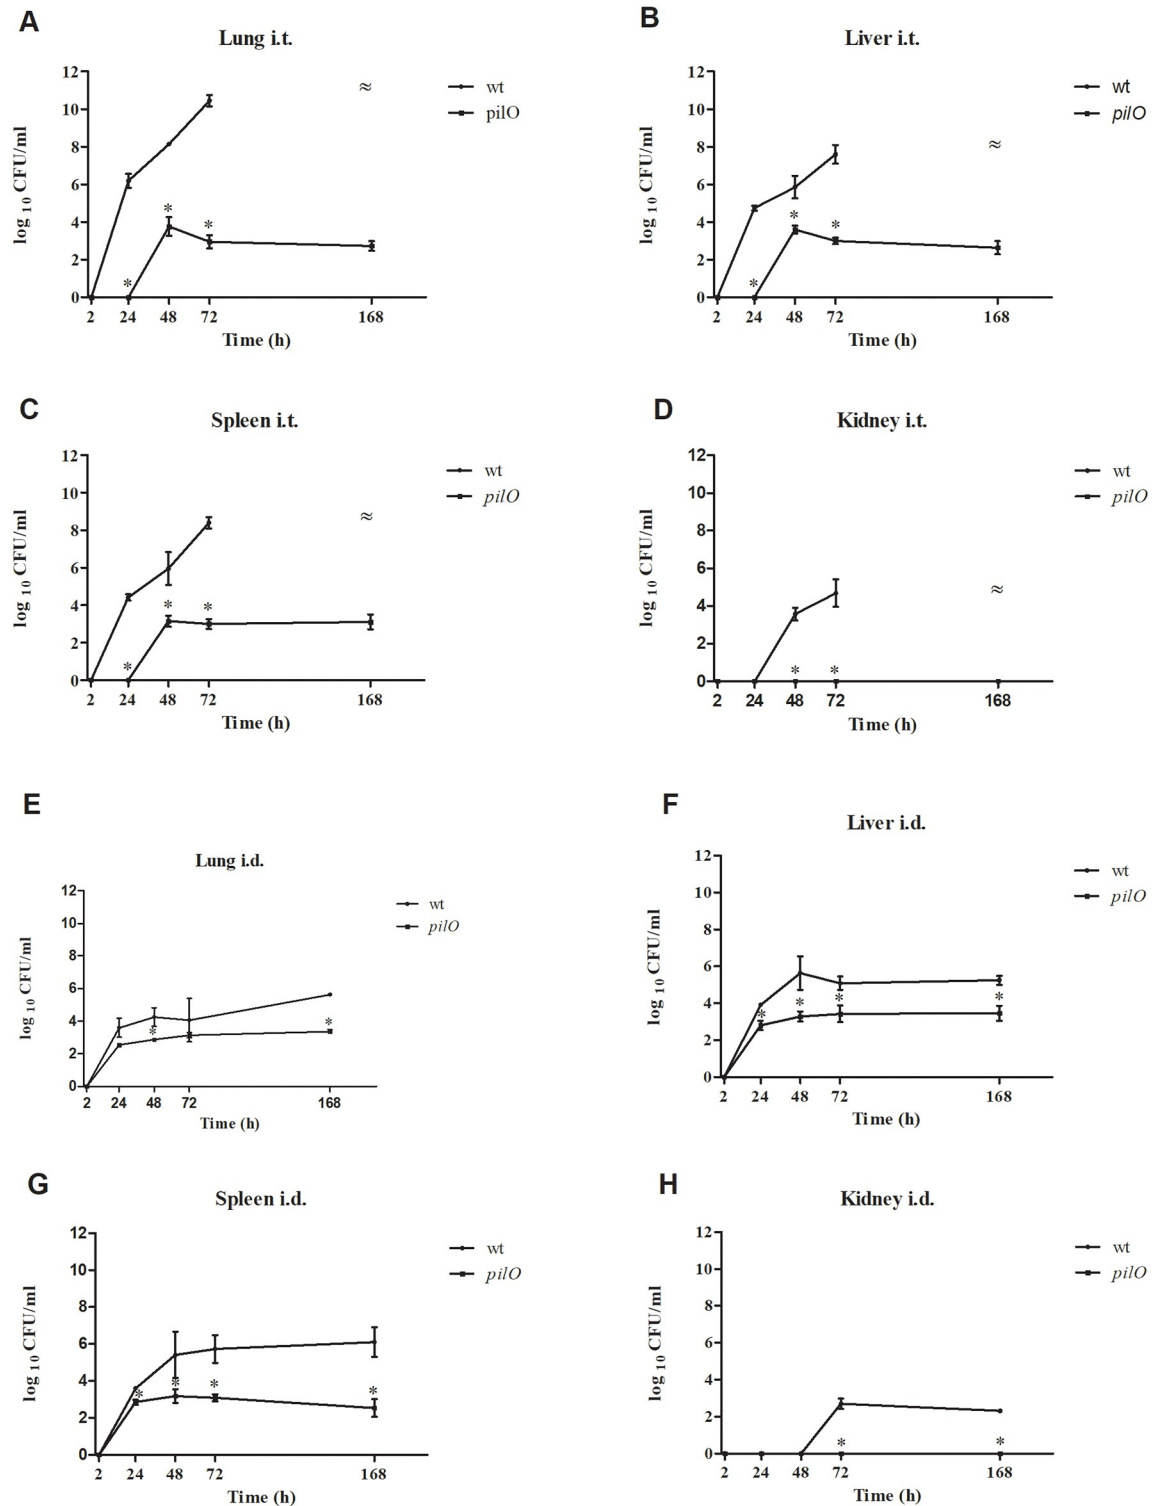 A
Lung i.t.
wt
pilO
12
10
8
6
4
2
0
log 10 CFU/ml
≈
*
*
*
2 24 48 72 168
Time (h)
B
Liver i.t.
wt
pilO
12
10
8
6
4
2
0
log 10 CFU/ml
≈
*
*
*
2 24 48 72 168
Time (h)
C
Spleen i.t.
wt
pilO
12
10
8
6
4
2
0
log 10 CFU/ml
≈
*
*
*
2 24 48 72 168
Time (h)
D
Kidney i.t.
wt
pilO
12
10
8
6
4
2
0
log 10 CFU/ml
≈
*
*
2 24 48 72 168
Time (h)
E
Lung i.d.
wt
pilO
12
10
8
6
4
2
0
log 10 CFU/ml
*
*
2 24 48 72 168
Time (h)
F
Liver i.d.
wt
pilO
12
10
8
6
4
2
0
log 10 CFU/ml
*
*
*
*
2 24 48 72 168
Time (h)
G
Spleen i.d.
wt
pilO
12
10
8
6
4
2
0
log 10 CFU/ml
*
*
*
*
2 24 48 72 168
Time (h)
H
Kidney i.d.
wt
pilO
12
10
8
6
4
2
0
log 10 CFU/ml
*
*
2 24 48 72 168
Time (h)